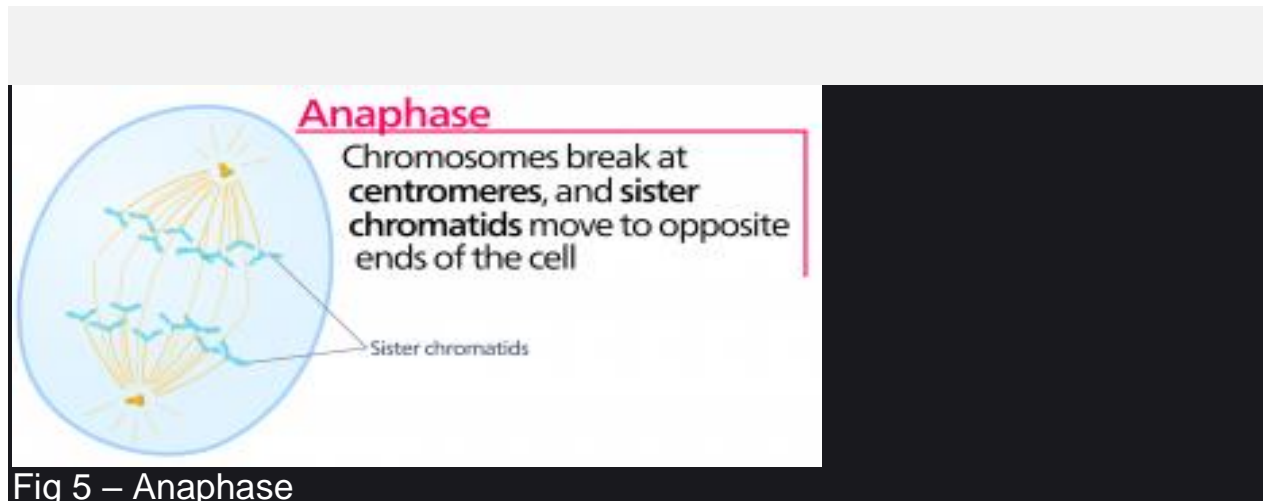 Anaphase
Chromosomes break at
centromeres, and sister
chromatids move to opposite
ends of the cell
Sister chromatids
Fig 5 – Anaphase